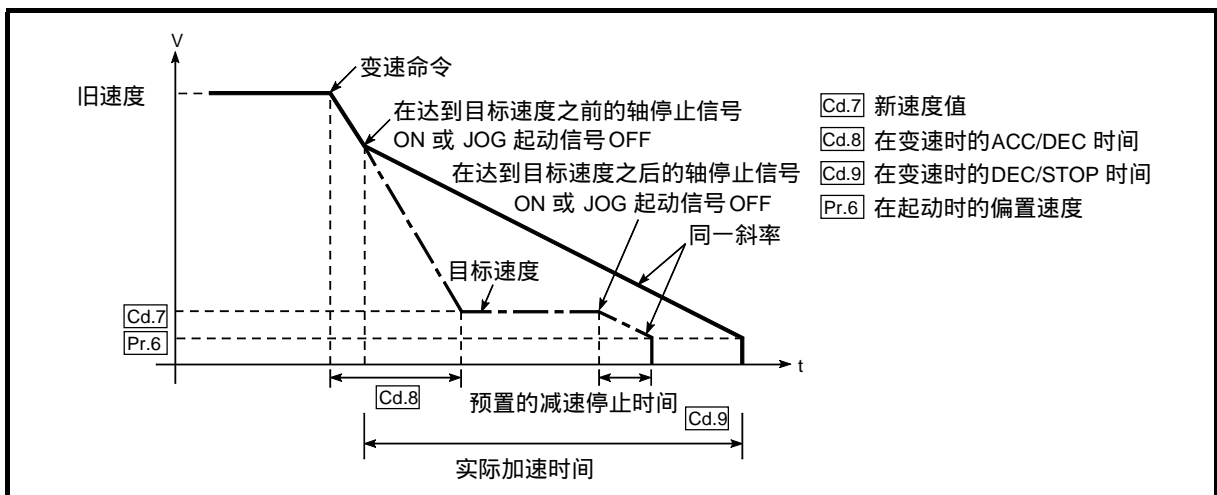 V
旧速度
变速命令
在达到目标速度之前的轴停止信号
ON 或 JOG 起动信号OFF
在达到目标速度之后的轴停止信号
ON 或 JOG 起动信号OFF
同一斜率
目标速度
Cd.7 新速度值
Cd.8 在变速时的ACC/DEC 时间
Cd.9 在变速时的DEC/STOP 时间
Pr.6 在起动时的偏置速度
Cd.7
Pr.6
t
Cd.8
预置的减速停止时间
Cd.9
实际加速时间